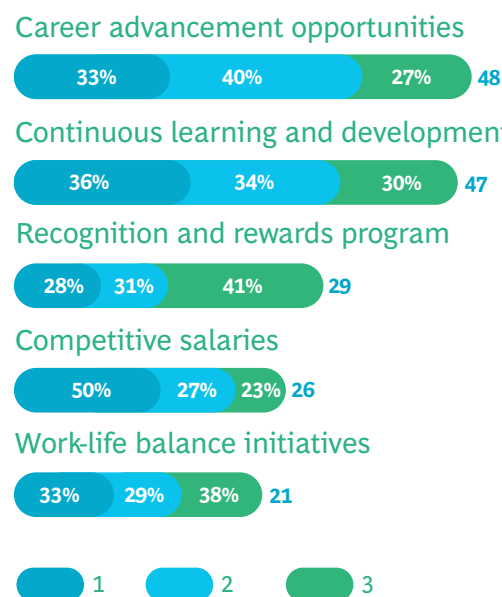 Career advancement opportunities
33% 40% 27% 48
Continuous learning and development
36% 34% 30% 47
Recognition and rewards program
28% 31% 41% 29
Competitive salaries
50% 27% 23% 26
Work-life balance initiatives
33% 29% 38% 21
1 2 3